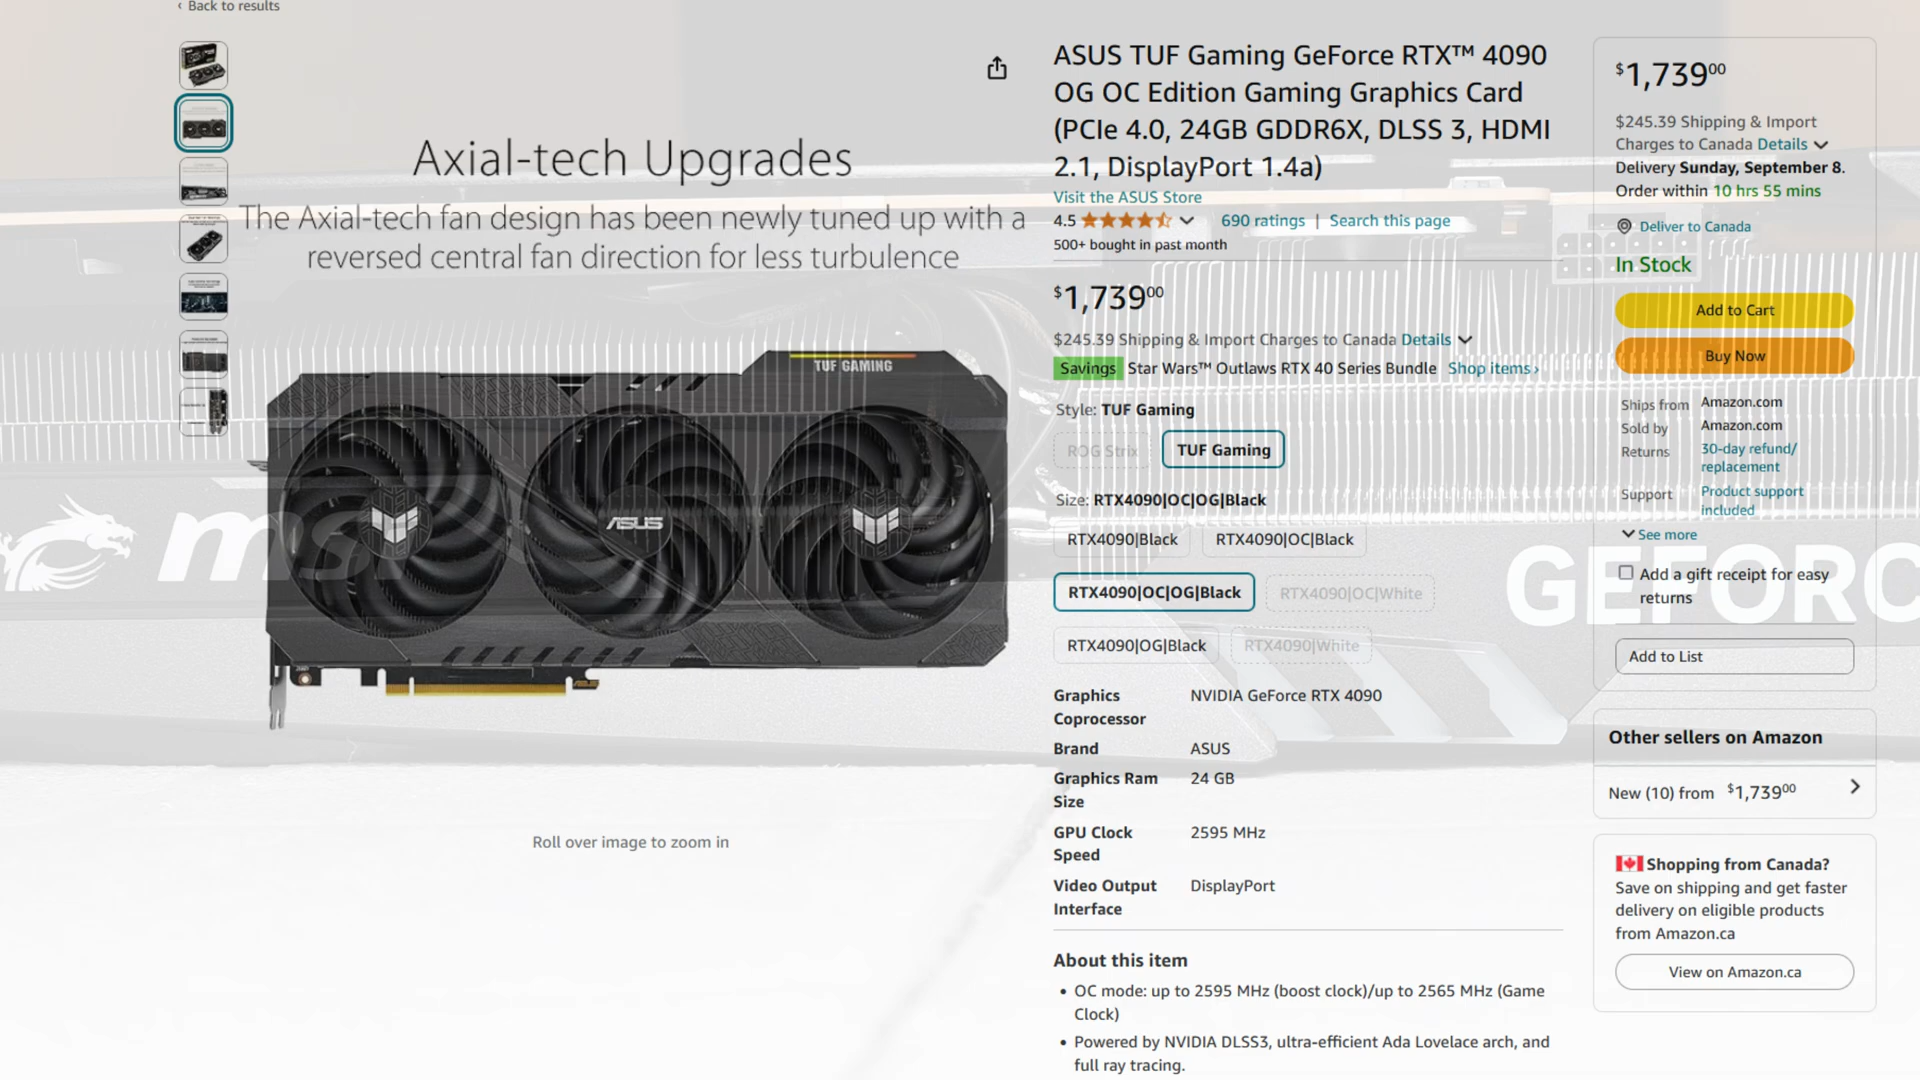 ‹ Back to results
Axial-tech Upgrades
The Axial-tech fan design has been newly tuned up with a
reversed central fan direction for less turbulence
TUF GAMING
ASUS
msi
GEFORC
Roll over image to zoom in
ASUS TUF Gaming GeForce RTX™ 4090
OG OC Edition Gaming Graphics Card
(PCIe 4.0, 24GB GDDR6X, DLSS 3, HDMI
2.1, DisplayPort 1.4a)
Visit the ASUS Store
4.5 690 ratings | Search this page
500+ bought in past month
$1,73900
$245.39 Shipping & Import Charges to Canada Details
Savings Star Wars™ Outlaws RTX 40 Series Bundle Shop items ›
Style: TUF Gaming
ROG Strix TUF Gaming
Size: RTX4090|OC|OG|Black
RTX4090|Black RTX4090|OC|Black
RTX4090|OC|OG|Black RTX4090|OC|White
RTX4090|OG|Black RTX4090|White
Graphics NVIDIA GeForce RTX 4090
Coprocessor
Brand ASUS
Graphics Ram 24 GB
Size
GPU Clock 2595 MHz
Speed
Video Output DisplayPort
Interface
About this item
• OC mode: up to 2595 MHz (boost clock)/up to 2565 MHz (Game
Clock)
• Powered by NVIDIA DLSS3, ultra-efficient Ada Lovelace arch, and
full ray tracing.
$1,73900
$245.39 Shipping & Import
Charges to Canada Details
Delivery Sunday, September 8.
Order within 10 hrs 55 mins
Deliver to Canada
In Stock
Add to Cart
Buy Now
Ships from Amazon.com
Sold by Amazon.com
Returns 30-day refund/
replacement
Support Product support
included
See more
Add a gift receipt for easy
returns
Add to List
Other sellers on Amazon
New (10) from $1,73900
Shopping from Canada?
Save on shipping and get faster
delivery on eligible products
from Amazon.ca
View on Amazon.ca